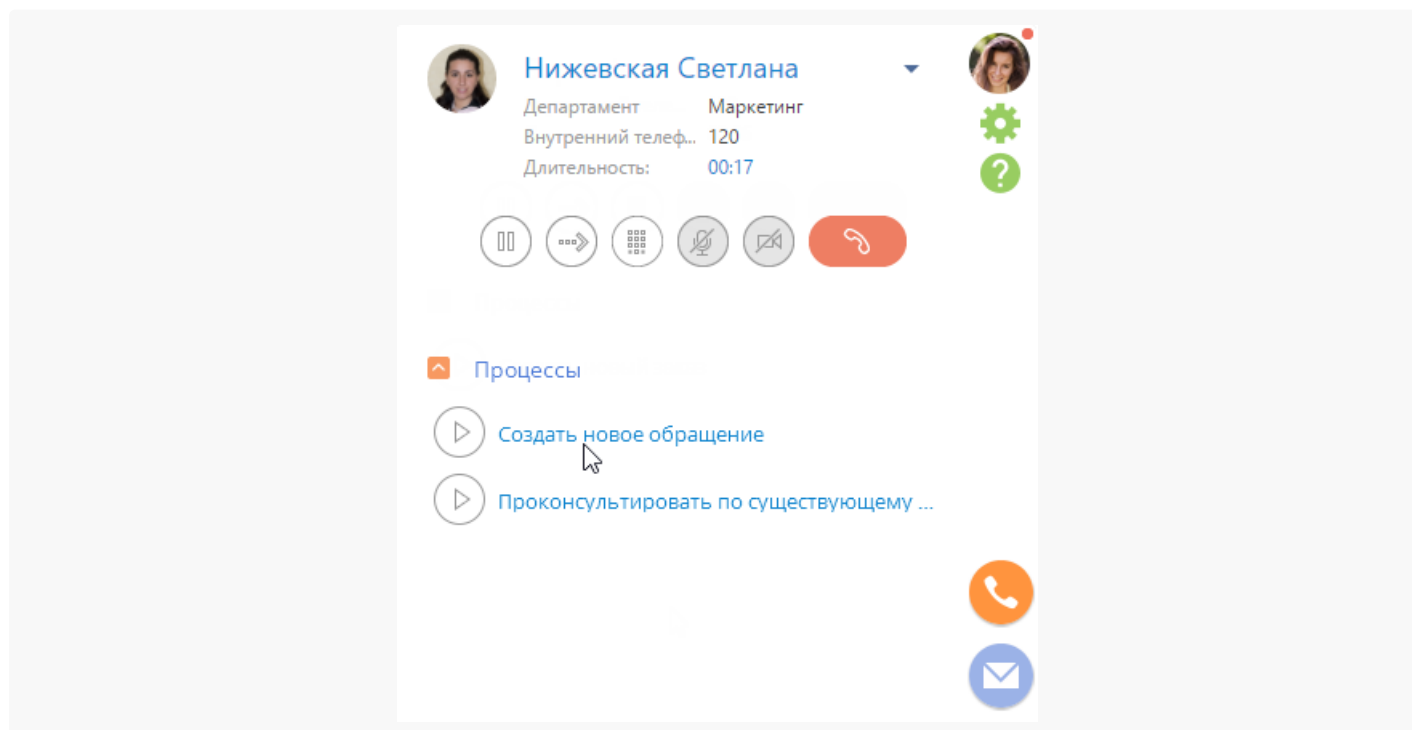 Нижевская Светлана
Департамент Маркетинг
Внутренний телеф... 120
Длительность: 00:17
Процессы
Создать новое обращение
Проконсультировать по существующему ...